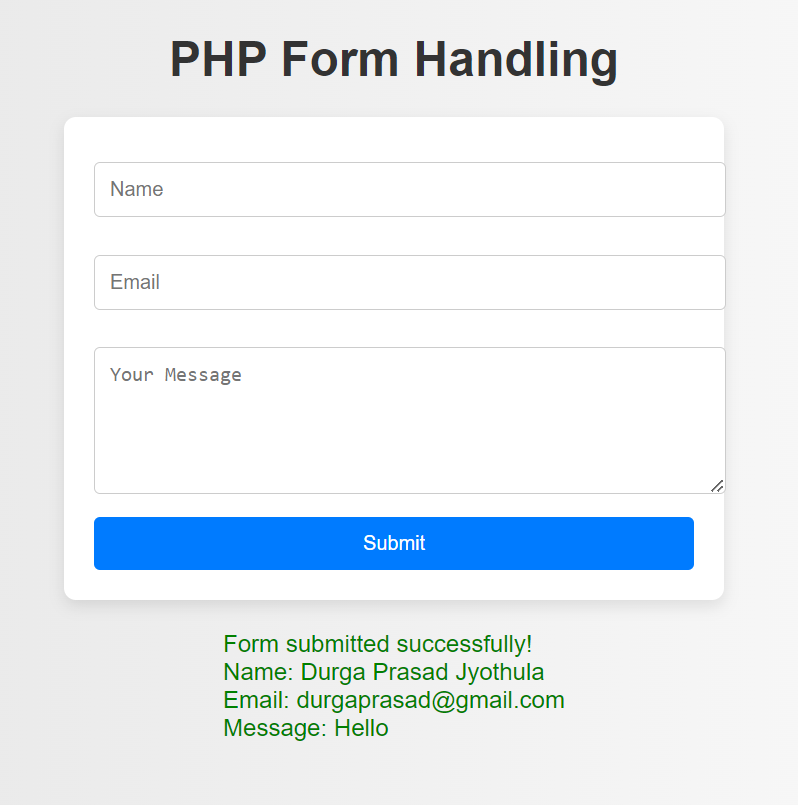 PHP Form Handling
Name
Email
Your Message
Submit
Form submitted successfully!
Name: Durga Prasad Jyothula
Email: durgaprasad@gmail.com
Message: Hello